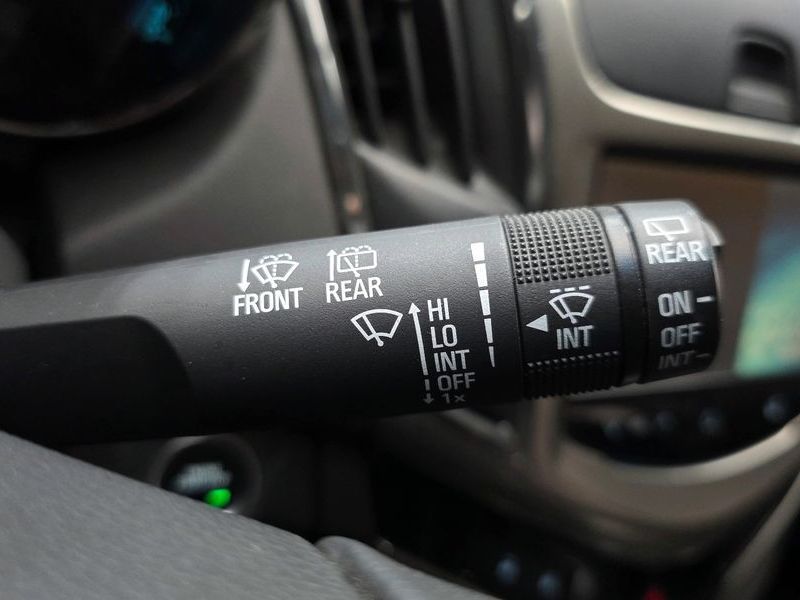 FRONT
REAR
HI
LO
INT
OFF
1x
INT
REAR
ON
OFF
INT